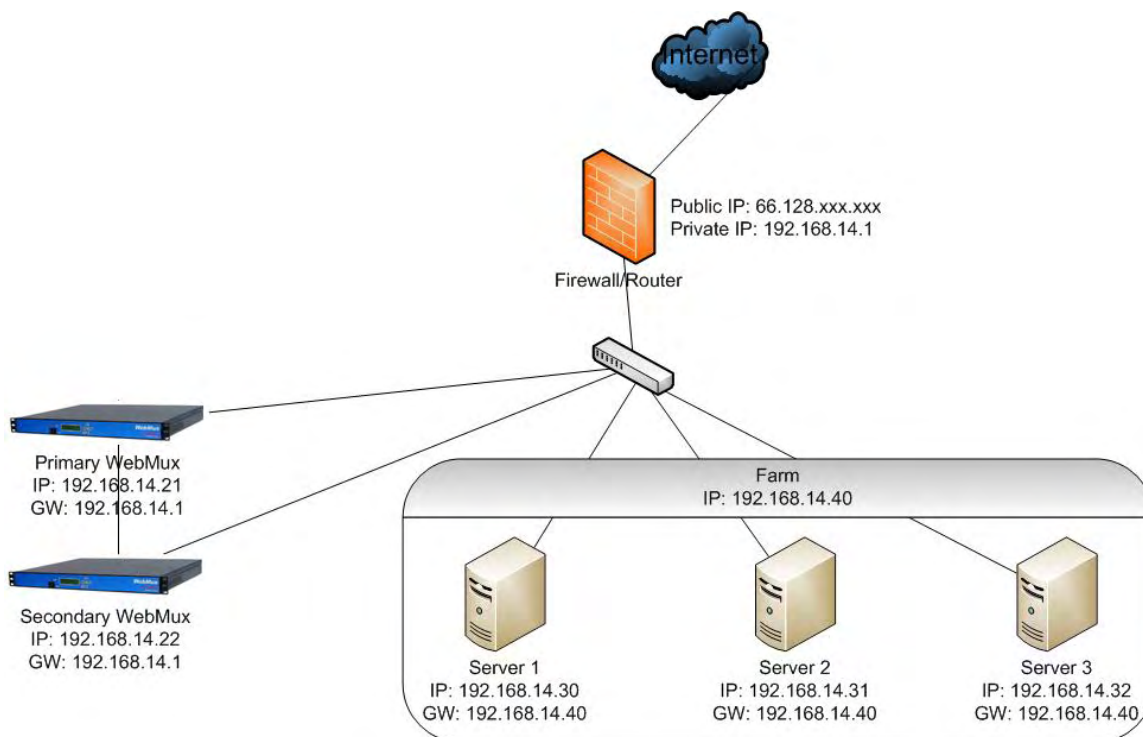 Internet
Public IP: 66.128.xxx.xxx
Private IP: 192.168.14.1
Firewall/Router
WebMux
Primary WebMux
IP: 192.168.14.21
GW: 192.168.14.1
WebMux
Secondary WebMux
IP: 192.168.14.22
GW: 192.168.14.1
Farm
IP: 192.168.14.40
Server 1
IP: 192.168.14.30
GW: 192.168.14.40
Server 2
IP: 192.168.14.31
GW: 192.168.14.40
Server 3
IP: 192.168.14.32
GW: 192.168.14.40